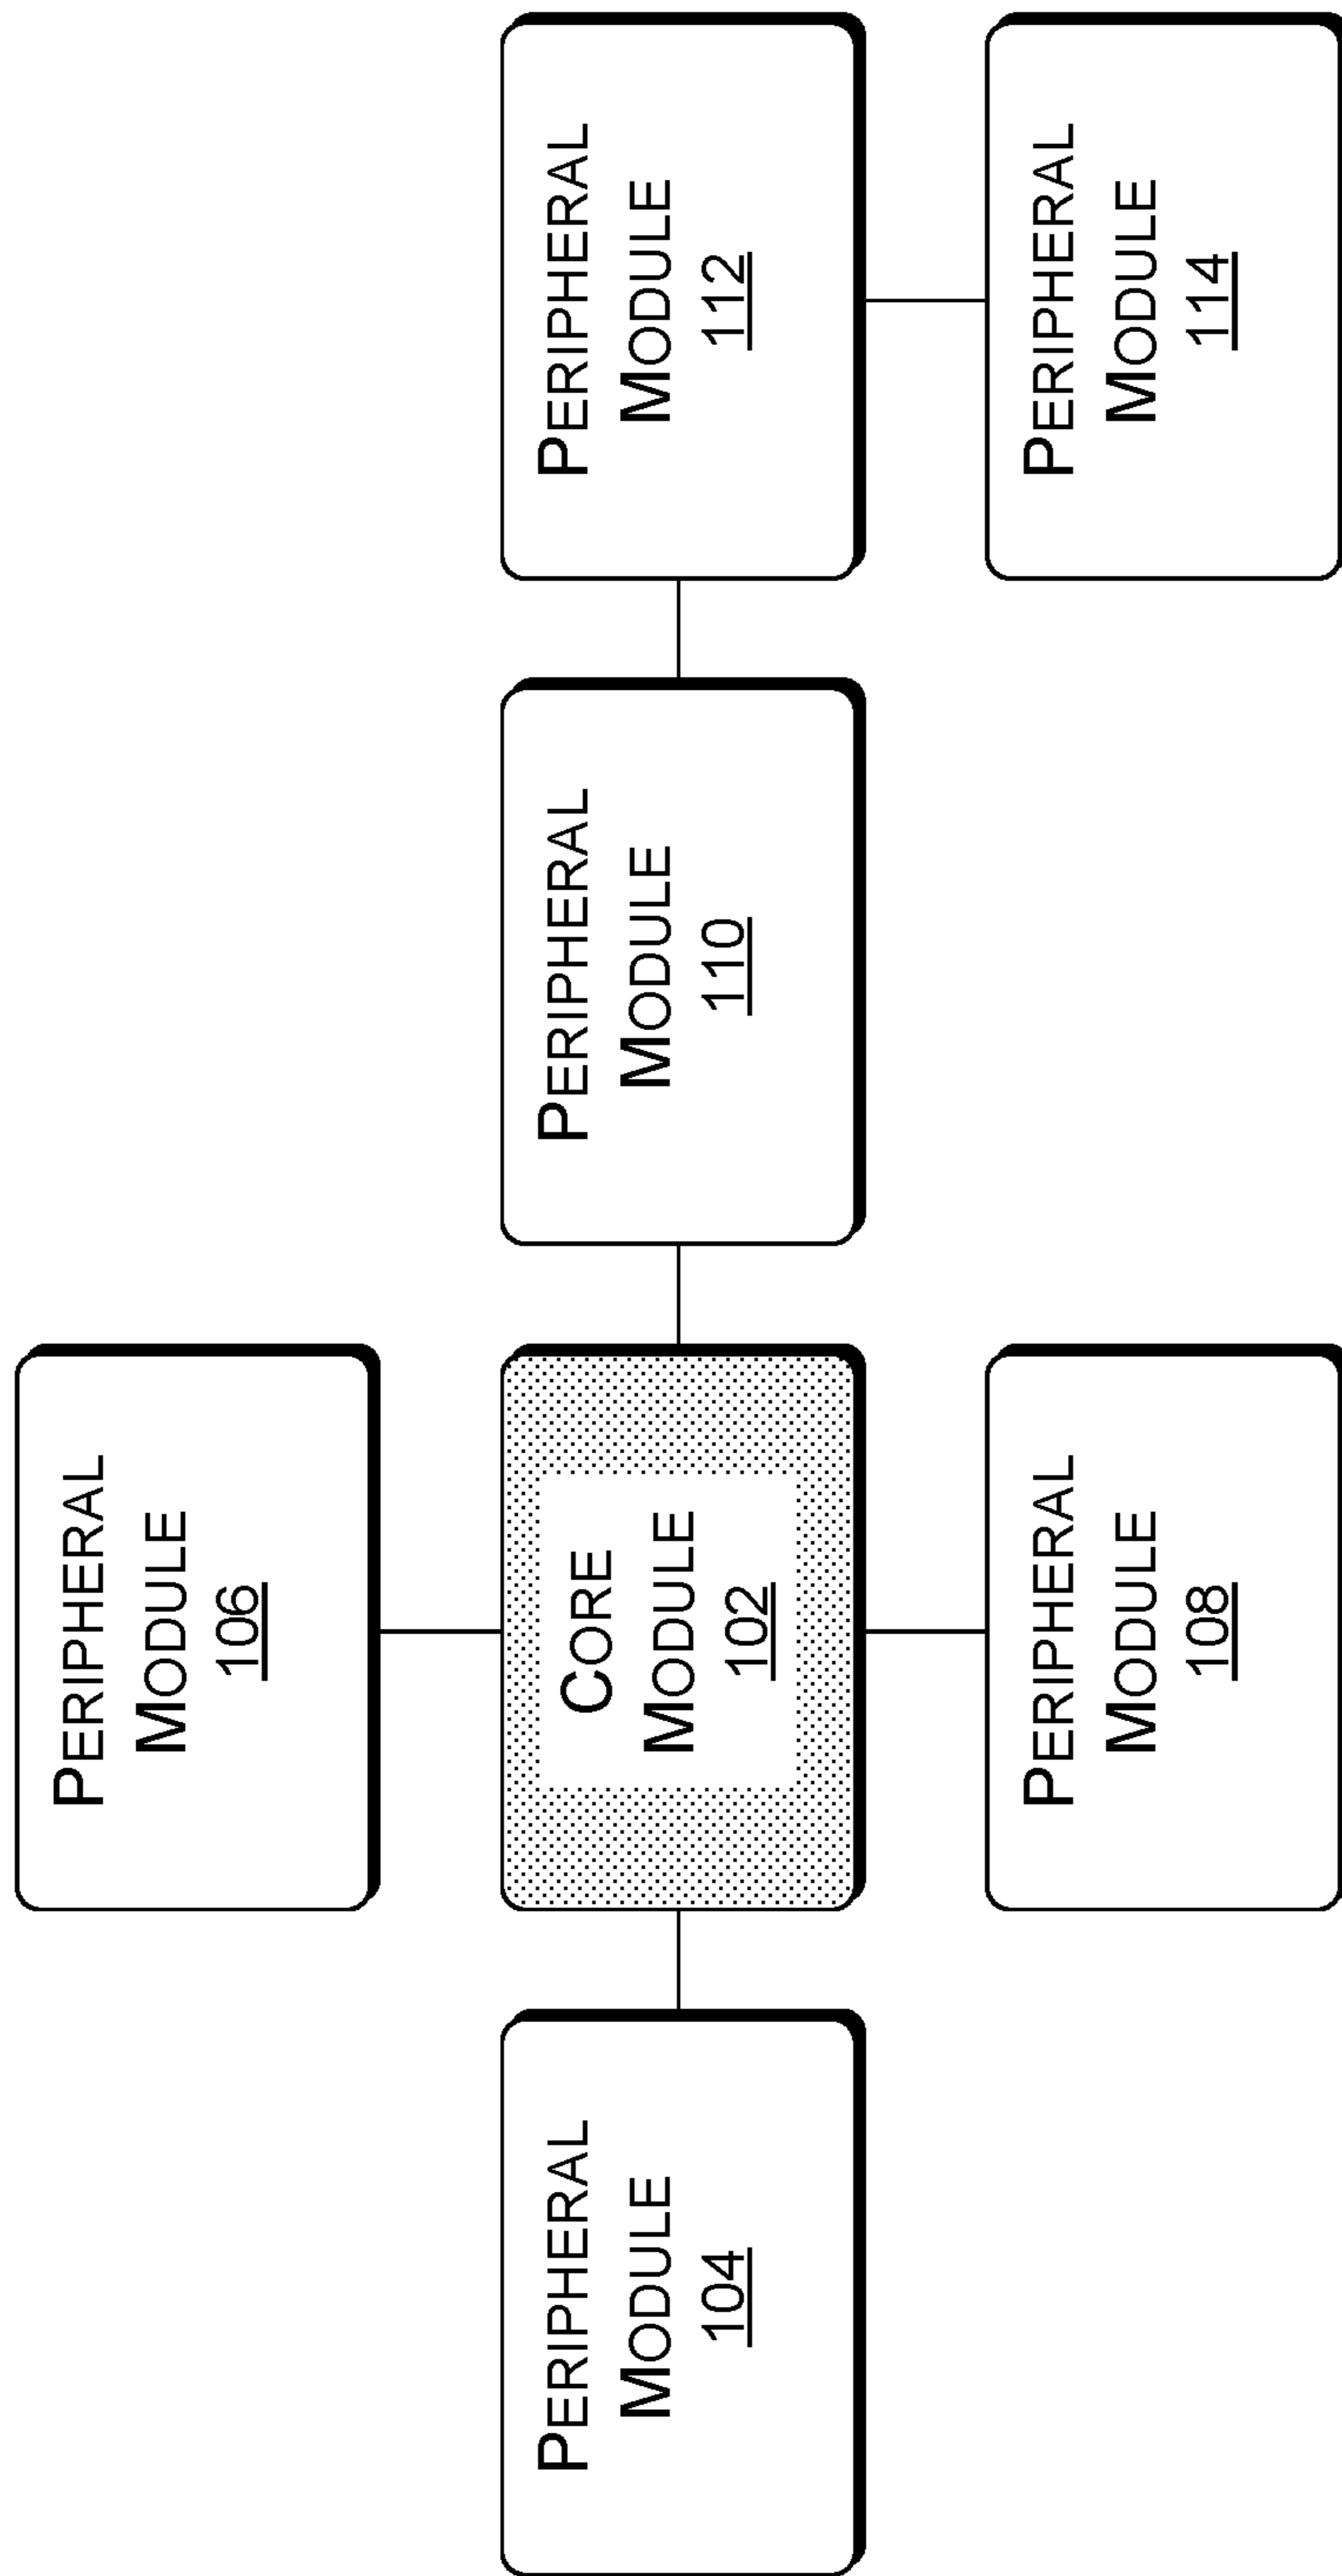 PERIPHERAL
MODULE
106
PERIPHERAL
MODULE
104
CORE
MODULE
102
PERIPHERAL
MODULE
110
PERIPHERAL
MODULE
112
PERIPHERAL
MODULE
108
PERIPHERAL
MODULE
114